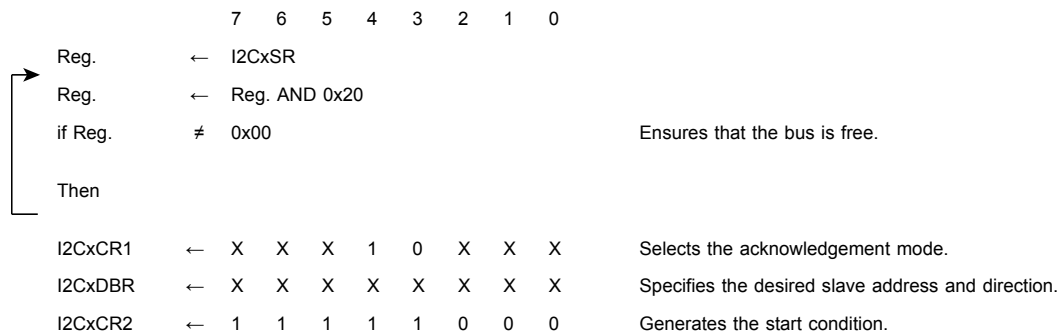 7 6 5 4 3 2 1 0
Reg. ← I2CxSR
Reg. ← Reg. AND 0x20
if Reg. ≠ 0x00 Ensures that the bus is free.
Then
I2CxCR1 ← X X X 1 0 X X X Selects the acknowledgement mode.
I2CxDBR ← X X X X X X X X Specifies the desired slave address and direction.
I2CxCR2 ← 1 1 1 1 1 0 0 0 Generates the start condition.